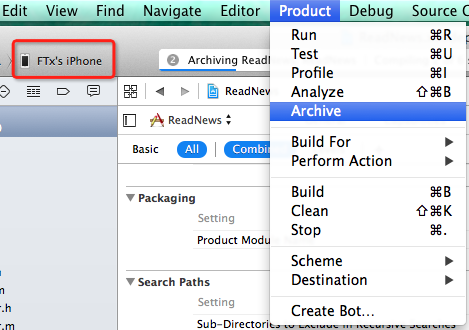 Edit View Find Navigate Editor Product Debug Source C
FTx's iPhone
2 Archiving ReadN
ReadNews
ReadNews
Basic All Combin
Packaging
Setting
Product Modu
Search Paths
Setting
Sub-Directories to Exclude in Recursive Searches
.h
m
r.h
r.m
Run ⌘R
Test ⌘U
Profile ⌘I
Analyze ⇧⌘B
Archive
Build For
Perform Action
Build ⌘B
Clean ⇧⌘K
Stop ⌘.
Scheme
Destination
Create Bot...